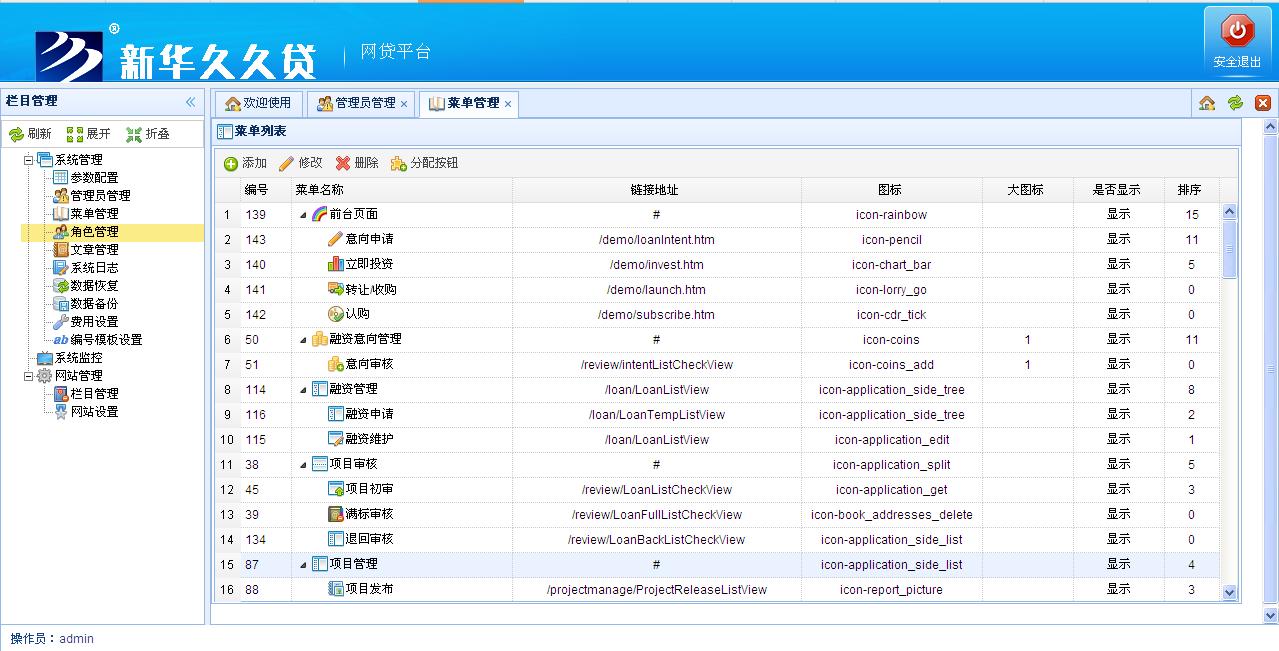 新华久久贷 ® 网贷平台 安全退出
栏目管理 «
刷新 展开 折叠
系统管理
参数配置
管理员管理
菜单管理
角色管理
文章管理
系统日志
数据恢复
数据备份
费用设置
ab 编号模板设置
系统监控
网站管理
栏目管理
网站设置
欢迎使用 管理员管理 × 菜单管理 ×
菜单列表
添加 修改 删除 分配按钮
编号 菜单名称 链接地址 图标 大图标 是否显示 排序
1 139 前台页面 # icon-rainbow 显示 15
2 143 意向申请 /demo/loanIntent.htm icon-pencil 显示 11
3 140 立即投资 /demo/invest.htm icon-chart_bar 显示 5
4 141 转让/收购 /demo/launch.htm icon-lorry_go 显示 0
5 142 认购 /demo/subscribe.htm icon-cdr_tick 显示 0
6 50 融资意向管理 # icon-coins 1 显示 11
7 51 意向审核 /review/intentListCheckView icon-coins_add 1 显示 0
8 114 融资管理 /loan/LoanListView icon-application_side_tree 显示 8
9 116 融资申请 /loan/LoanTempListView icon-application_side_tree 显示 2
10 115 融资维护 /loan/LoanListView icon-application_edit 显示 1
11 38 项目审核 # icon-application_split 显示 5
12 45 项目初审 /review/LoanListCheckView icon-application_get 显示 3
13 39 满标审核 /review/LoanFullListCheckView icon-book_addresses_delete 显示 0
14 134 退回审核 /review/LoanBackListCheckView icon-application_side_list 显示 0
15 87 项目管理 # icon-application_side_list 显示 4
16 88 项目发布 /projectmanage/ProjectReleaseListView icon-report_picture 显示 3
操作员：admin